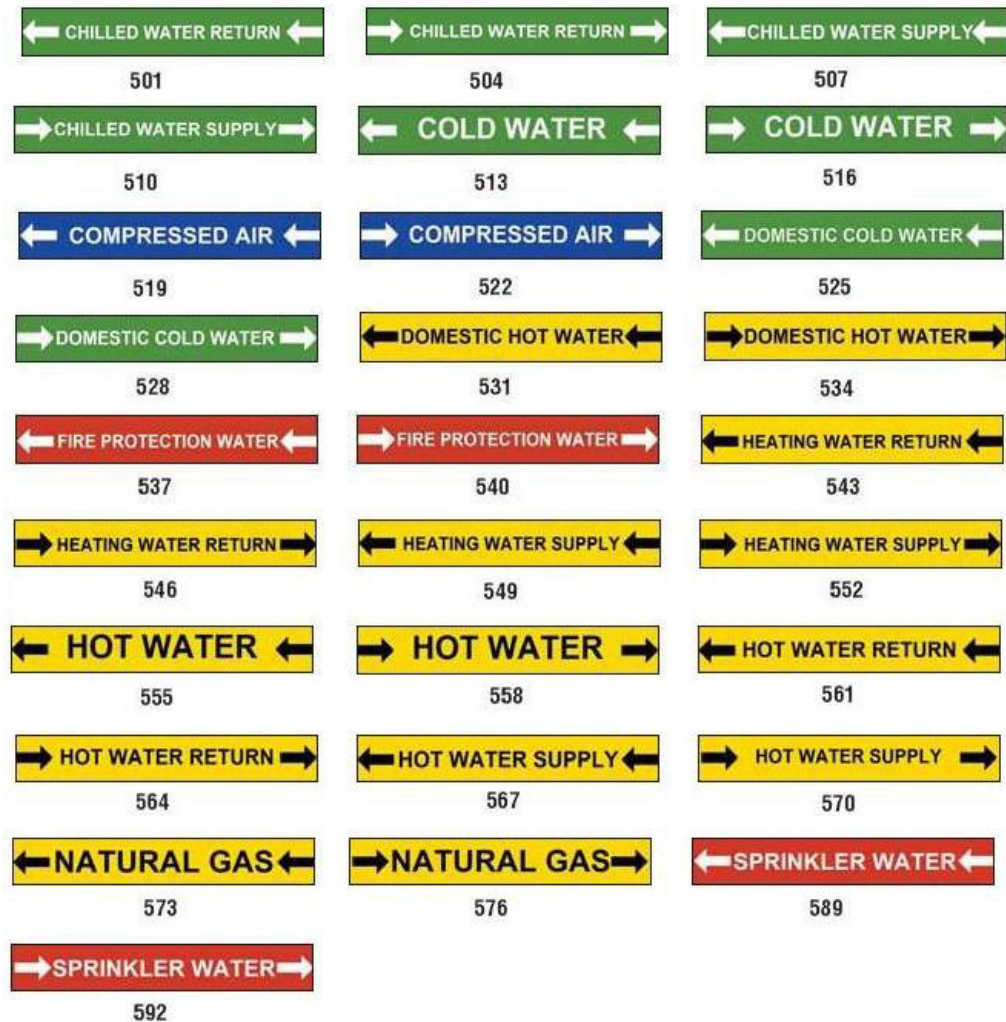 CHILLED WATER RETURN
CHILLED WATER RETURN
CHILLED WATER SUPPLY
501
504
507
CHILLED WATER SUPPLY
COLD WATER
COLD WATER
510
513
516
COMPRESSED AIR
COMPRESSED AIR
DOMESTIC COLD WATER
519
522
525
DOMESTIC COLD WATER
DOMESTIC HOT WATER
DOMESTIC HOT WATER
528
531
534
FIRE PROTECTION WATER
FIRE PROTECTION WATER
HEATING WATER RETURN
537
540
543
HEATING WATER RETURN
HEATING WATER SUPPLY
HEATING WATER SUPPLY
546
549
552
HOT WATER
HOT WATER
HOT WATER RETURN
555
558
561
HOT WATER RETURN
HOT WATER SUPPLY
HOT WATER SUPPLY
564
567
570
NATURAL GAS
NATURAL GAS
SPRINKLER WATER
573
576
589
SPRINKLER WATER
592